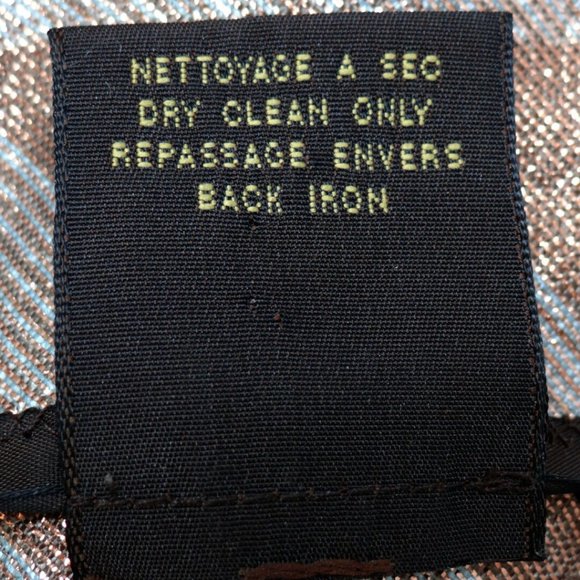 NETTOYAGE A SEC
DRY CLEAN ONLY
REPASSAGE ENVERS
BACK IRON